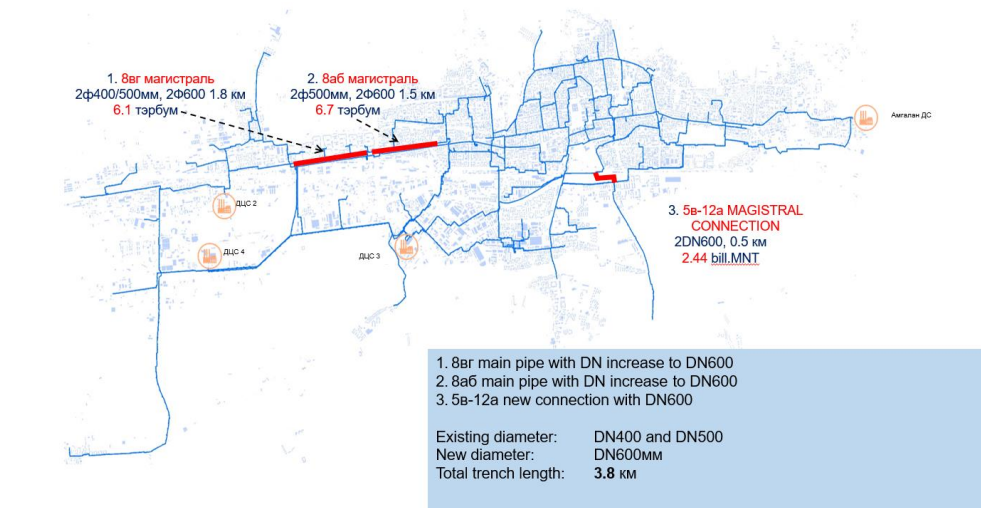 1. 8вг магистраль
2ф400/500мм, 2Ф600 1.8 км
6.1 тэрбум
2. 8аб магистраль
2ф500мм, 2Ф600 1.5 км
6.7 тэрбум
Амгалан ДС
ДЦС 2
ДЦС 4
ДЦС 3
3. 5в-12а MAGISTRAL
CONNECTION
2DN600, 0.5 км
2.44 bill.MNT
1. 8вг main pipe with DN increase to DN600
2. 8аб main pipe with DN increase to DN600
3. 5в-12а new connection with DN600
Existing diameter: DN400 and DN500
New diameter: DN600мм
Total trench length: 3.8 км